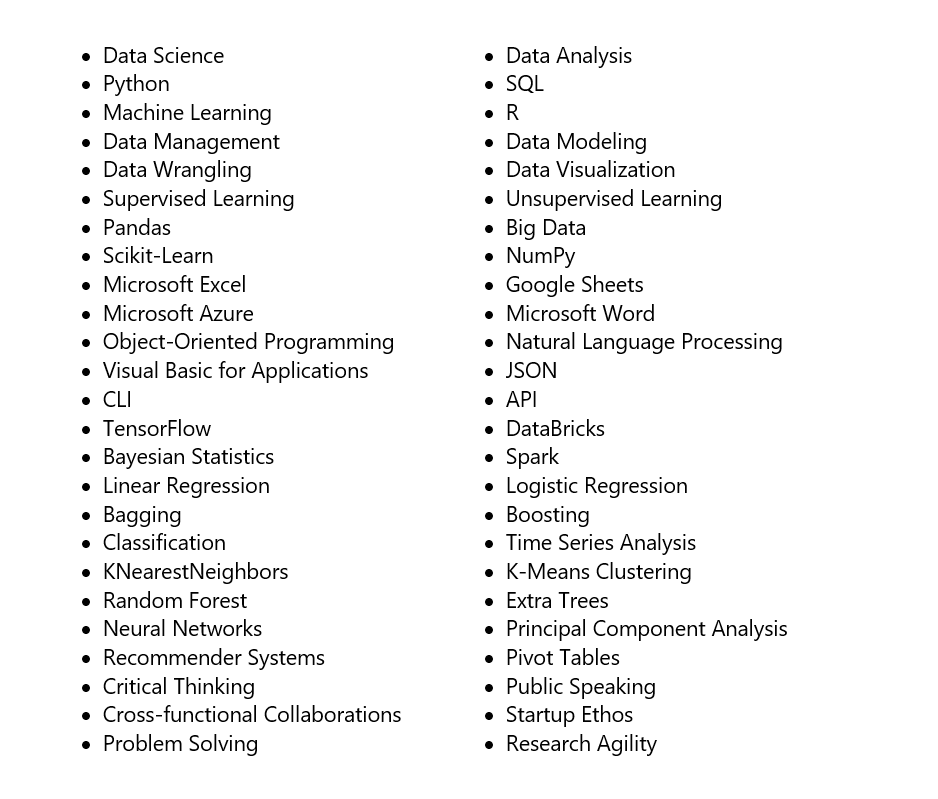 Data Science
Python
Machine Learning
Data Management
Data Wrangling
Supervised Learning
Pandas
Scikit-Learn
Microsoft Excel
Microsoft Azure
Object-Oriented Programming
Visual Basic for Applications
CLI
TensorFlow
Bayesian Statistics
Linear Regression
Bagging
Classification
KNearestNeighbors
Random Forest
Neural Networks
Recommender Systems
Critical Thinking
Cross-functional Collaborations
Problem Solving
Data Analysis
SQL
R
Data Modeling
Data Visualization
Unsupervised Learning
Big Data
NumPy
Google Sheets
Microsoft Word
Natural Language Processing
JSON
API
DataBricks
Spark
Logistic Regression
Boosting
Time Series Analysis
K-Means Clustering
Extra Trees
Principal Component Analysis
Pivot Tables
Public Speaking
Startup Ethos
Research Agility